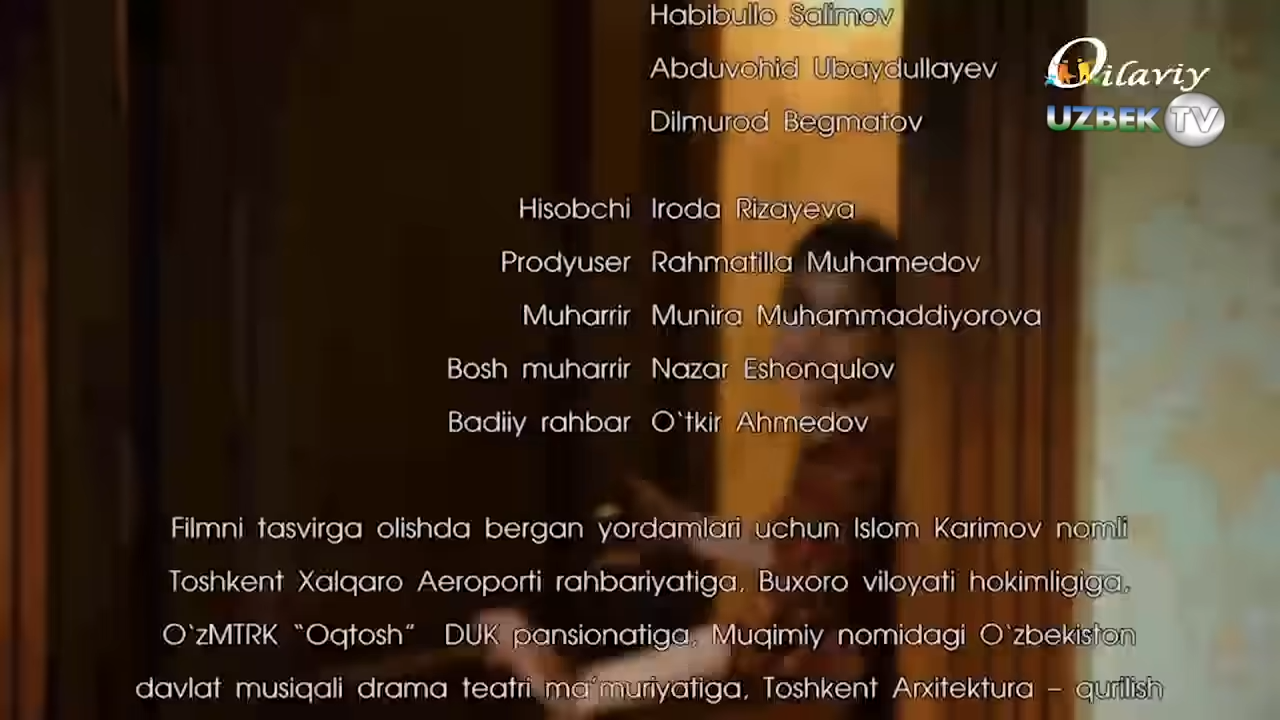 Habibullo Salimov
Abduvohid Ubaydullayev
Dilmurod Begmatov
Oilaviy
UZBEK TV
Hisobchi Iroda Rizayeva
Prodyuser Rahmatilla Muhamedov
Muharrir Munira Muhammaddiyorova
Bosh muharrir Nazar Eshonqulov
Badiiy rahbar O`tkir Ahmedov
Filmni tasvirga olishda bergan yordamlari uchun Islom Karimov nomli
Toshkent Xalqaro Aeroporti rahbariyatiga, Buxoro viloyati hokimligiga,
O`zMTRK “Oqtosh” DUK pansionatiga, Muqimiy nomidagi O`zbekiston
davlat musiqali drama teatri ma’muriyatiga, Toshkent Arxitektura – qurilish